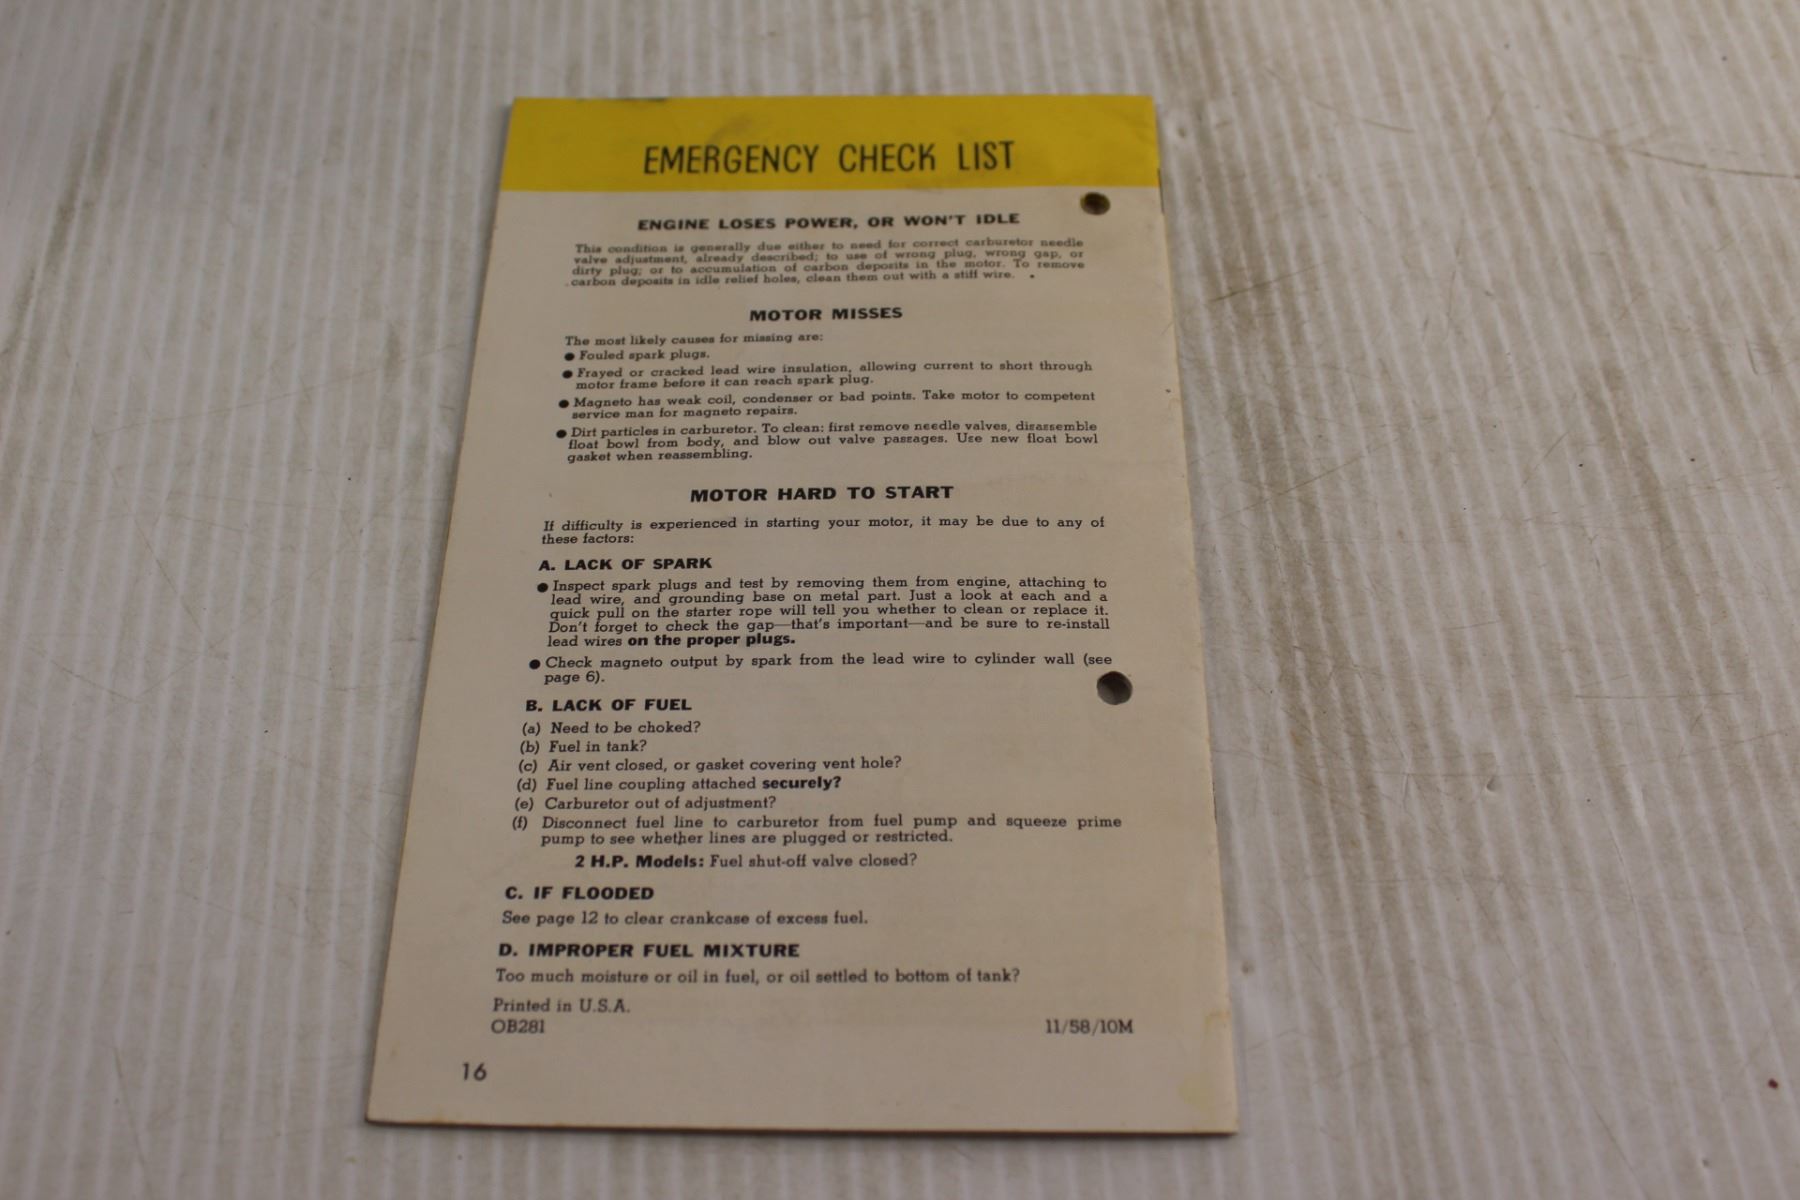 EMERGENCY CHECK LIST
ENGINE LOSES POWER, OR WON'T IDLE
This condition is generally due either to need for correct carburetor needle
valve adjustment, already described; to use of wrong plug, wrong gap, or
dirty plug; or to accumulation of carbon deposits in the motor. To remove
carbon deposits in idle relief holes, clean them out with a stiff wire.
MOTOR MISSES
The most likely causes for missing are:
● Fouled spark plugs.
● Frayed or cracked lead wire insulation, allowing current to short through
motor frame before it can reach spark plug.
● Magneto has weak coil, condenser or bad points. Take motor to competent
service man for magneto repairs.
● Dirt particles in carburetor. To clean: first remove needle valves, disassemble
float bowl from body, and blow out valve passages. Use new float bowl
gasket when reassembling.
MOTOR HARD TO START
If difficulty is experienced in starting your motor, it may be due to any of
these factors:
A. LACK OF SPARK
● Inspect spark plugs and test by removing them from engine, attaching to
lead wire, and grounding base on metal part. Just a look at each and a
quick pull on the starter rope will tell you whether to clean or replace it.
Don't forget to check the gap—that's important—and be sure to re-install
lead wires on the proper plugs.
● Check magneto output by spark from the lead wire to cylinder wall (see
page 6).
B. LACK OF FUEL
(a) Need to be choked?
(b) Fuel in tank?
(c) Air vent closed, or gasket covering vent hole?
(d) Fuel line coupling attached securely?
(e) Carburetor out of adjustment?
(f) Disconnect fuel line to carburetor from fuel pump and squeeze prime
pump to see whether lines are plugged or restricted.
2 H.P. Models: Fuel shut-off valve closed?
C. IF FLOODED
See page 12 to clear crankcase of excess fuel.
D. IMPROPER FUEL MIXTURE
Too much moisture or oil in fuel, or oil settled to bottom of tank?
Printed in U.S.A.
OB281 11/58/10M
16